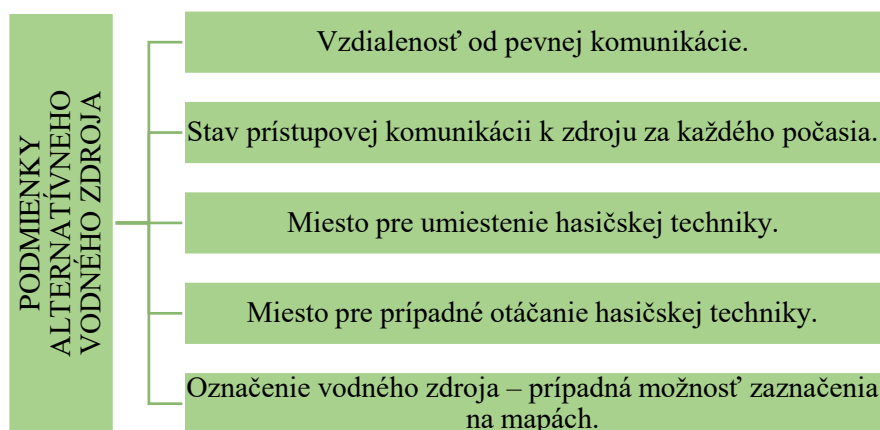 PODMIENKY
ALTERNATÍVNEHO
VODNÉHO ZDROJA
Vzdialenosť od pevnej komunikácie.
Stav prístupovej komunikácii k zdroju za každého počasia.
Miesto pre umiestenie hasičskej techniky.
Miesto pre prípadné otáčanie hasičskej techniky.
Označenie vodného zdroja – prípadná možnosť zaznačenia
na mapách.